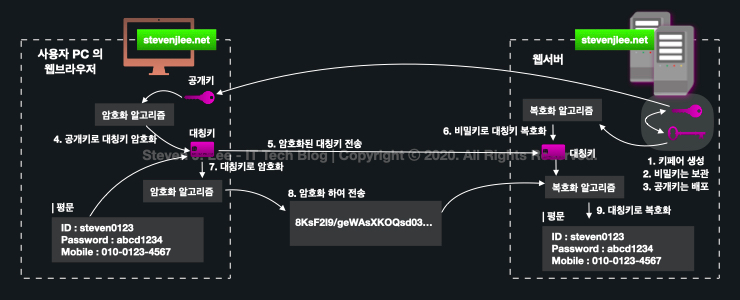 사용자 PC 의
웹브라우저
stevenjlee.net
공개키
암호화 알고리즘
4. 공개키로 대칭키 암호화
대칭키
7. 대칭키로 암호화
암호화 알고리즘
| 평문
ID : steven0123
Password : abcd1234
Mobile : 010-0123-4567
5. 암호화된 대칭키 전송
Steven J. Lee - IT Tech Blog | Copyright © 2020. All Rights Reserved.
8. 암호화 하여 전송
8KsF2I9/geWAsXKOQsd03...
웹서버
stevenjlee.net
복호화 알고리즘
6. 비밀키로 대칭키 복호화
대칭키
1. 키페어 생성
2. 비밀키는 보관
3. 공개키는 배포
복호화 알고리즘
9. 대칭키로 복호화
| 평문
ID : steven0123
Password : abcd1234
Mobile : 010-0123-4567